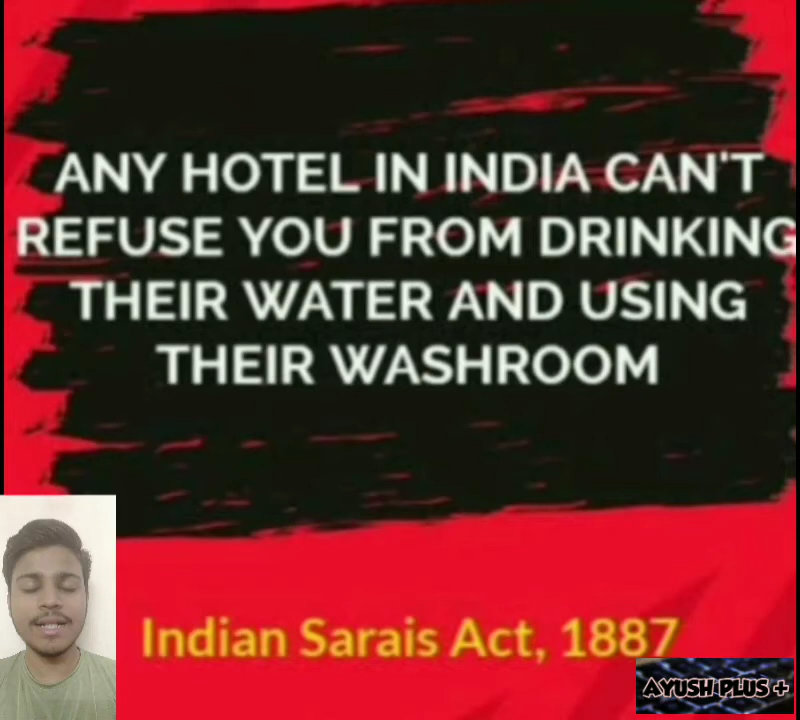 ANY HOTEL IN INDIA CAN'T
REFUSE YOU FROM DRINKING
THEIR WATER AND USING
THEIR WASHROOM
Indian Sarais Act, 1887
AYUSH PLUS +